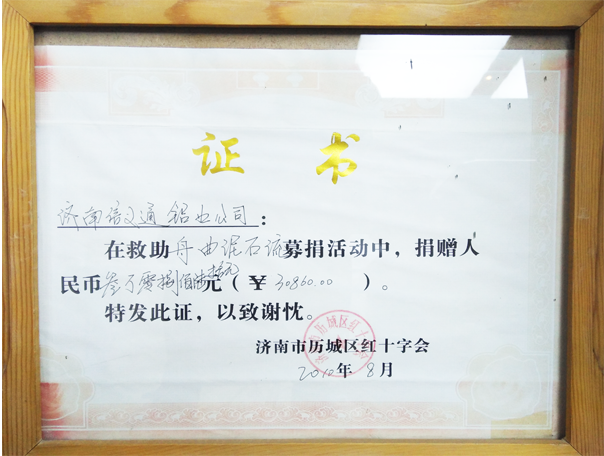 证 书
济南信义通铝业公司：
在救助舟曲泥石流募捐活动中，捐赠人
民币叁万零捌佰陆拾元元（￥30860.00）。
特发此证，以致谢忱。
济南市历城区红十字会
2010年8月